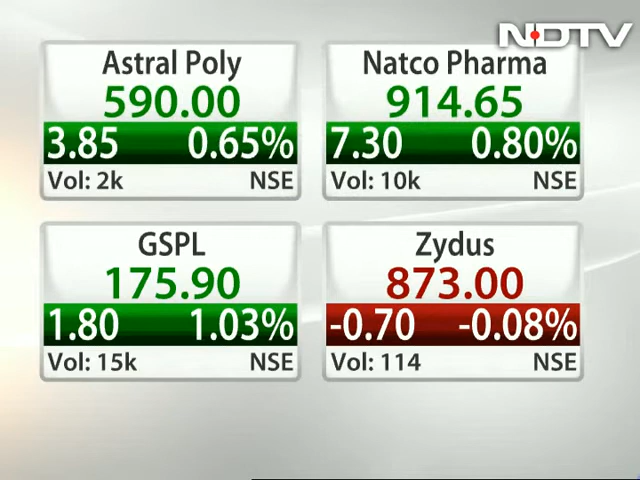 NDTV
Astral Poly
590.00
3.85 0.65%
Vol: 2k NSE
Natco Pharma
914.65
7.30 0.80%
Vol: 10k NSE
GSPL
175.90
1.80 1.03%
Vol: 15k NSE
Zydus
873.00
-0.70 -0.08%
Vol: 114 NSE